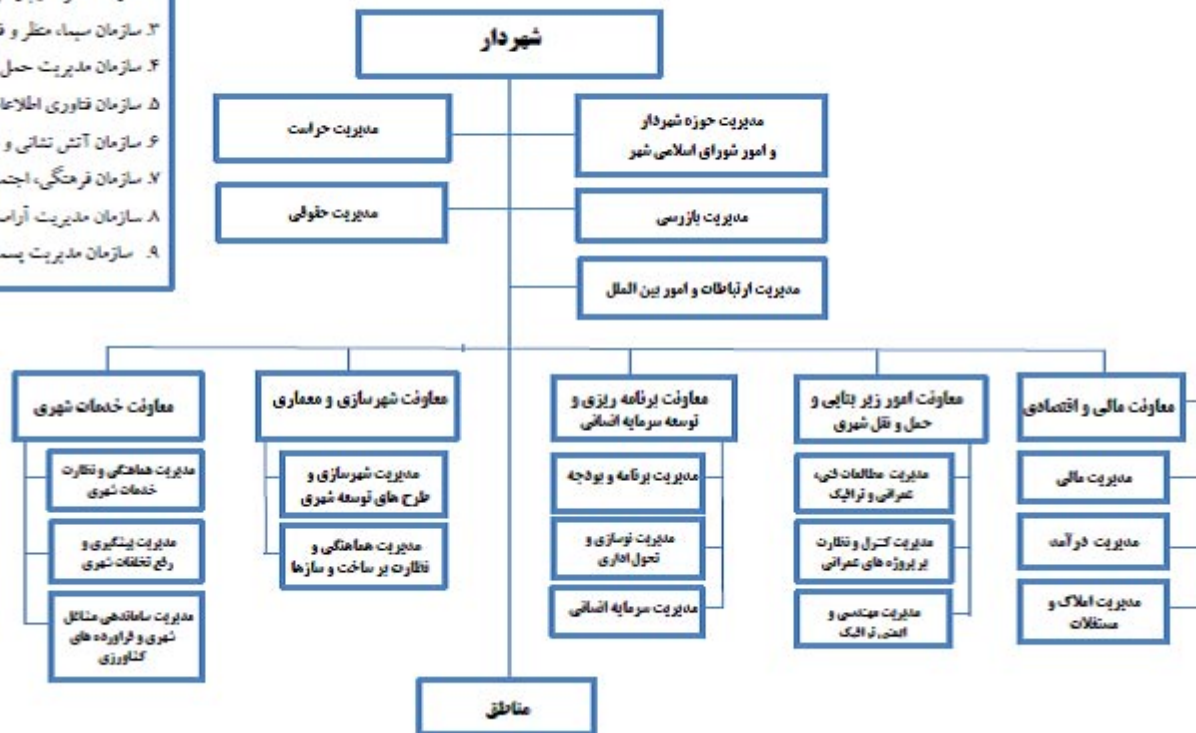 ۳. سازمان سیما، منظر و
۴. سازمان مدیریت حمل
۵. سازمان فناوری
۶. سازمان آتش نشانی و
۷. سازمان فرهنگی،
۸. سازمان مدیریت
۹. سازمان مدیریت
شهردار
مدیریت حوزه شهردار
و امور شورای اسلامی شهر
مدیریت حراست
مدیریت بازرسی
مدیریت حقوقی
مدیریت ارتباطات و امور بین الملل
معاونت مالی و اقتصادی
مدیریت مالی
مدیریت درآمد
مدیریت املاک و
مستغلات
معاونت امور زیر بنایی و
حمل و نقل شهری
مدیریت مطالعات فنی،
عمرانی و ترافیک
مدیریت کنترل و نظارت
بر پروژه های عمرانی
مدیریت مهندسی و
ایمنی ترافیک
معاونت برنامه ریزی و
توسعه سرمایه انسانی
مدیریت برنامه و بودجه
مدیریت نوسازی و
تحول اداری
مدیریت سرمایه انسانی
معاونت شهرسازی و معماری
مدیریت شهرسازی و
طرح های توسعه شهری
مدیریت هماهنگی و
نظارت بر ساخت و سازها
معاونت خدمات شهری
مدیریت هماهنگی و نظارت
خدمات شهری
مدیریت پیشگیری و
رفع تخلفات شهری
مدیریت ساماندهی مشاغل
شهری و فراورده های
کشاورزی
مناطق